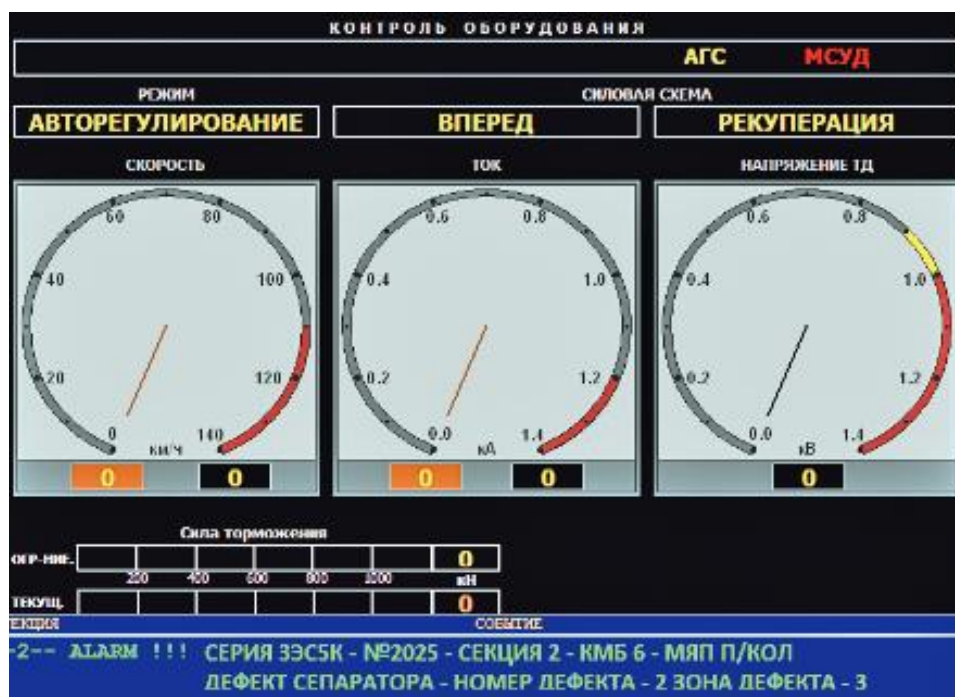 КОНТРОЛЬ ОБОРУДОВАНИЯ
АГС МСУД
РЕЖИМ СИЛОВАЯ СХЕМА
АВТОРЕГУЛИРОВАНИЕ ВПЕРЕД РЕКУПЕРАЦИЯ
СКОРОСТЬ ТОК НАПРЯЖЕНИЕ ТД
60 80 0.6 0.8 0.6 0.8
40 100 0.4 1.0 0.4 1.0
20 120 0.2 1.2 0.2 1.2
0 140 0.0 1.4 0.0 1.4
км/ч кА кВ
0 0 0 0 0
Сила торможения
ОГР-НИЕ. 0
200 400 600 800 1000 кН
ТЕКУЩ. 0
ЕКЦИЯ СОБЫТИЕ
-2-- ALARM !!! СЕРИЯ 3ЭС5К - №2025 - СЕКЦИЯ 2 - КМБ 6 - МЯП П/КОЛ
ДЕФЕКТ СЕПАРАТОРА - НОМЕР ДЕФЕКТА - 2 ЗОНА ДЕФЕКТА - 3